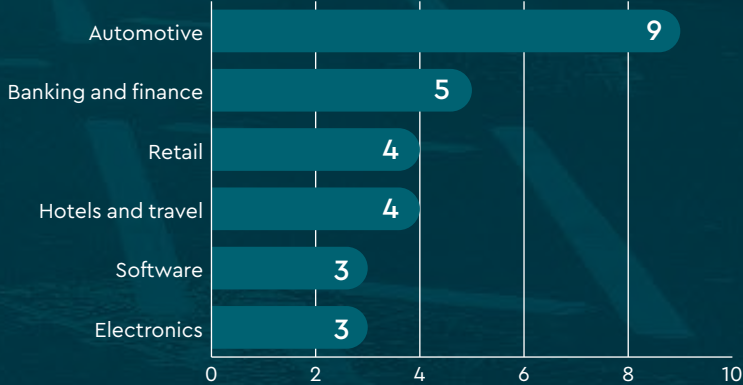 Automotive 9
Banking and finance 5
Retail 4
Hotels and travel 4
Software 3
Electronics 3
0 2 4 6 8 10